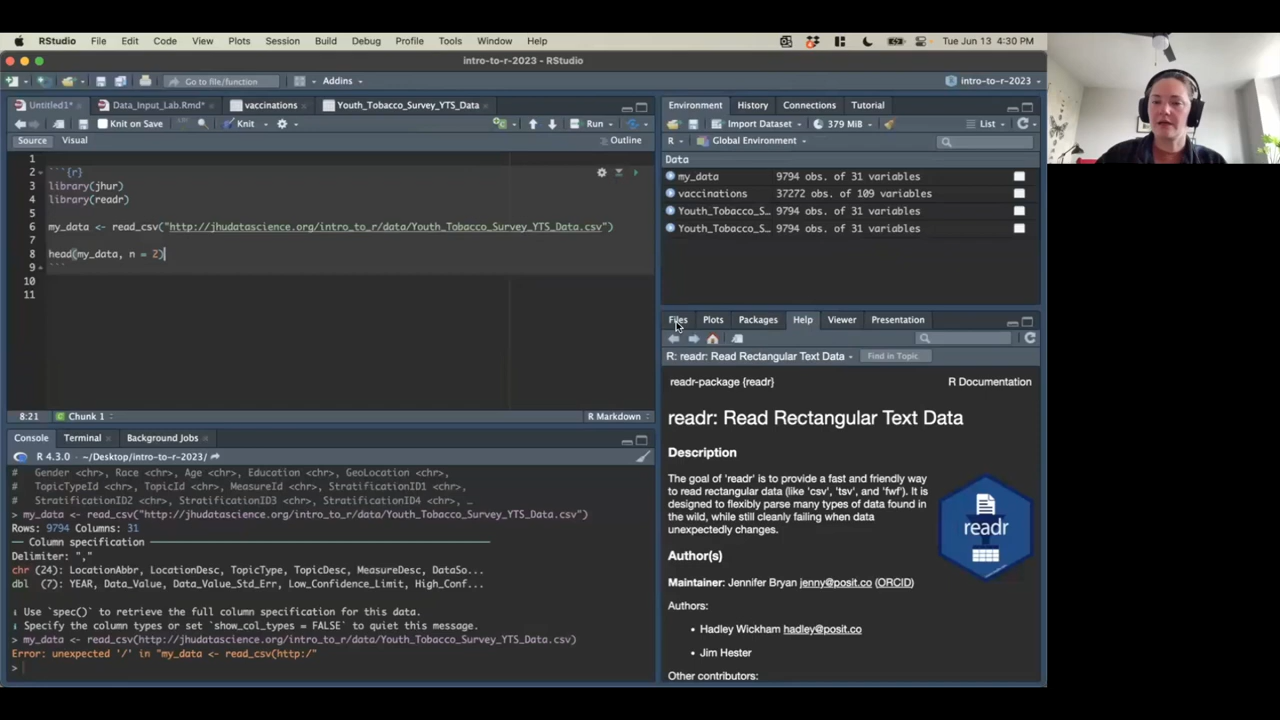 RStudio File Edit Code View Plots Session Build Debug Profile Tools Window Help Tue Jun 13 4:30 PM
intro-to-r-2023 - RStudio
Go to file/function Addins intro-to-r-2023
Untitled1* Data_Input_Lab.Rmd* vaccinations Youth_Tobacco_Survey_YTS_Data
Knit on Save Knit Run
Source Visual Outline
1
2 ```{r}
3 library(jhur)
4 library(readr)
5
6 my_data <- read_csv("http://jhudatascience.org/intro_to_r/data/Youth_Tobacco_Survey_YTS_Data.csv")
7
8 head(my_data, n = 2)
9 ```
10
11
8:21 Chunk 1 R Markdown
Console Terminal Background Jobs
R 4.3.0 · ~/Desktop/intro-to-r-2023/
# Gender <chr>, Race <chr>, Age <chr>, Education <chr>, GeoLocation <chr>,
# TopicTypeId <chr>, TopicId <chr>, MeasureId <chr>, StratificationID1 <chr>,
# StratificationID2 <chr>, StratificationID3 <chr>, StratificationID4 <chr>, …
> my_data <- read_csv("http://jhudatascience.org/intro_to_r/data/Youth_Tobacco_Survey_YTS_Data.csv")
Rows: 9794 Columns: 31
── Column specification ──────────
Delimiter: ","
chr (24): LocationAbbr, LocationDesc, TopicType, TopicDesc, MeasureDesc, DataSo...
dbl (7): YEAR, Data_Value, Data_Value_Std_Err, Low_Confidence_Limit, High_Conf...
ℹ Use `spec()` to retrieve the full column specification for this data.
ℹ Specify the column types or set `show_col_types = FALSE` to quiet this message.
> my_data <- read_csv(http://jhudatascience.org/intro_to_r/data/Youth_Tobacco_Survey_YTS_Data.csv)
Error: unexpected '/' in "my_data <- read_csv(http:/"
>
Environment History Connections Tutorial
Import Dataset 379 MiB List
R Global Environment
Data
my_data 9794 obs. of 31 variables
vaccinations 37272 obs. of 109 variables
Youth_Tobacco_S… 9794 obs. of 31 variables
Youth_Tobacco_S… 9794 obs. of 31 variables
Files Plots Packages Help Viewer Presentation
R: readr: Read Rectangular Text Data Find in Topic
readr-package {readr} R Documentation
readr: Read Rectangular Text Data
Description
The goal of 'readr' is to provide a fast and friendly way
to read rectangular data (like 'csv', 'tsv', and 'fwf'). It is
designed to flexibly parse many types of data found in
the wild, while still cleanly failing when data
unexpectedly changes.
readr
Author(s)
Maintainer: Jennifer Bryan jenny@posit.co (ORCID)
Authors:
• Hadley Wickham hadley@posit.co
• Jim Hester
Other contributors: